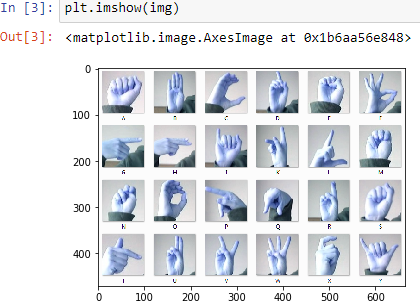 In [3]: plt.imshow(img)
Out[3]: <matplotlib.image.AxesImage at 0x1b6aa56e848>
0
A B C D E F
100
G H I K L M
200
N O P Q R S
300
T U V W X Y
400
0 100 200 300 400 500 600